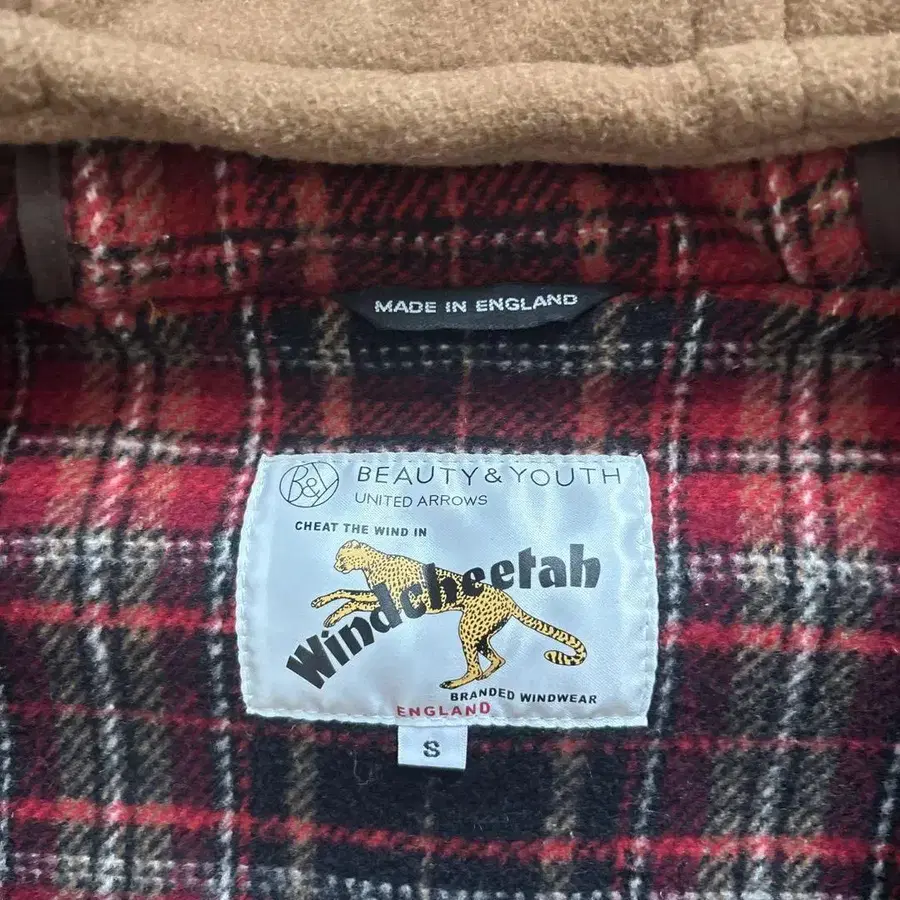 MADE IN ENGLAND
B&Y BEAUTY & YOUTH
UNITED ARROWS
CHEAT THE WIND IN
Windcheetah
BRANDED WINDWEAR
ENGLAND
S